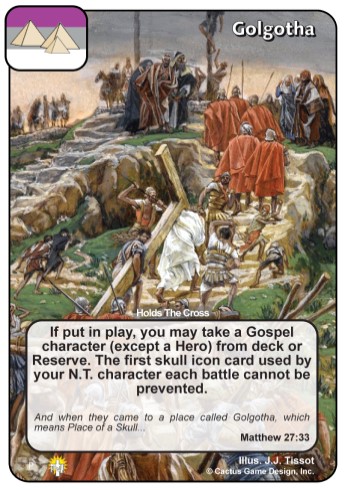 Golgotha
Holds The Cross
If put in play, you may take a Gospel
character (except a Hero) from deck or
Reserve. The first skull icon card used by
your N.T. character each battle cannot be
prevented.
And when they came to a place called Golgotha, which
means Place of a Skull...
Matthew 27:33
Illus. J.J. Tissot
© Cactus Game Design, Inc.